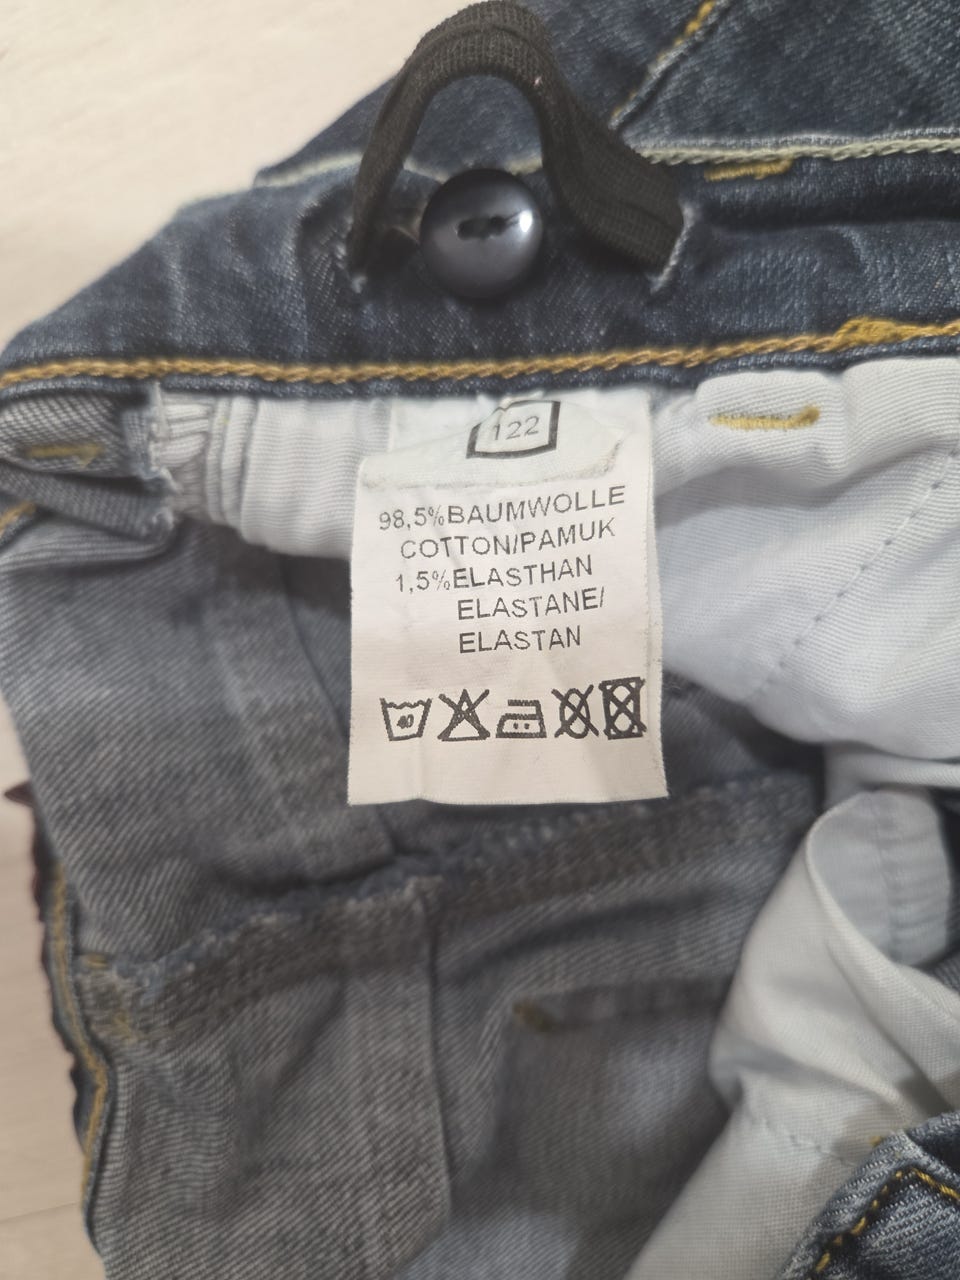 122
98,5%BAUMWOLLE
COTTON/PAMUK
1,5%ELASTHAN
ELASTANE/
ELASTAN
40